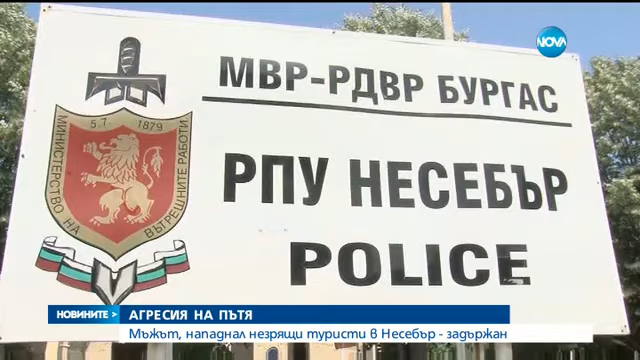 NOVA
МВР-РДВР БУРГАС
5.7. 1879
МИНИСТЕРСТВО НА ВЪТРЕШНИТЕ РАБОТИ
РПУ НЕСЕБЪР
POLICE
НОВИНИТЕ
АГРЕСИЯ НА ПЪТЯ
Мъжът, нападнал незрящи туристи в Несебър - задържан